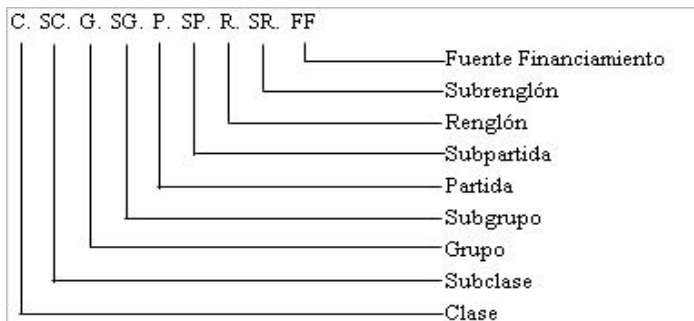 C. SC. G. SG. P. SP. R. SR. FF
Fuente Financiamiento
Subrenglón
Renglón
Subpartida
Partida
Subgrupo
Grupo
Subclase
Clase